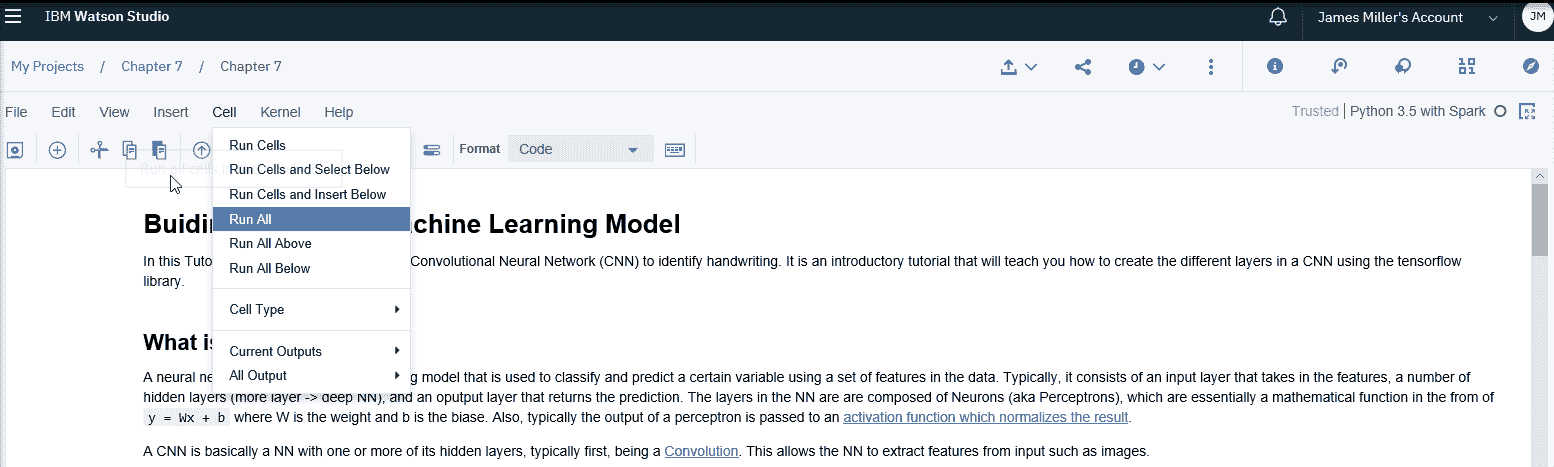 IBM Watson Studio
James Miller's Account
JM
My Projects / Chapter 7 / Chapter 7
File Edit View Insert Cell Kernel Help
Trusted | Python 3.5 with Spark
Format Code
Run all cells
Run Cells
Run Cells and Select Below
Run Cells and Insert Below
Run All
Run All Above
Run All Below
Cell Type
Current Outputs
All Output
Buidi chine Learning Model
In this Tuto Convolutional Neural Network (CNN) to identify handwriting. It is an introductory tutorial that will teach you how to create the different layers in a CNN using the tensorflow
library.
What is
A neural ne g model that is used to classify and predict a certain variable using a set of features in the data. Typically, it consists of an input layer that takes in the features, a number of
hidden layers (more layer -> deep NN), and an oputput layer that returns the prediction. The layers in the NN are are composed of Neurons (aka Perceptrons), which are essentially a mathematical function in the from of
y = Wx + b where W is the weight and b is the biase. Also, typically the output of a perceptron is passed to an activation function which normalizes the result.
A CNN is basically a NN with one or more of its hidden layers, typically first, being a Convolution. This allows the NN to extract features from input such as images.